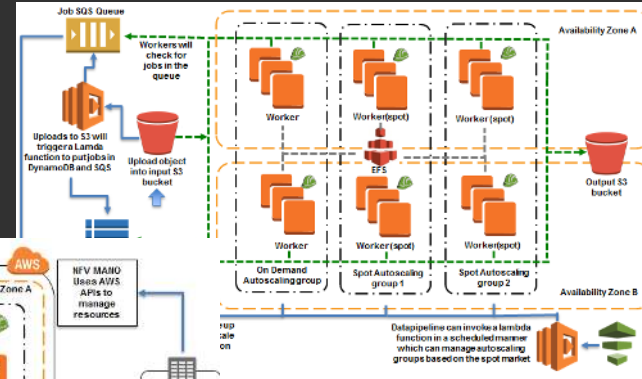 Job SQS Queue
Workers will
check for
jobs in the
queue
Availability Zone A
Worker
Worker(spot)
Worker(spot)
Uploads to S3 will
trigger a Lamda
function to put jobs in
DynamoDB and SQS
Upload object
into input S3
bucket
EFS
Output S3
bucket
Worker
Worker(spot)
Worker(spot)
On Demand
Autoscaling group
Spot Autoscaling
group 1
Spot Autoscaling
group 2
Availability Zone B
AWS
Zone A
NFV MANO
Uses AWS
APIs to
manage
resources
Datapipeline can invoke a lambda
function in a scheduled manner
which can manage autoscaling
groups based on the spot market